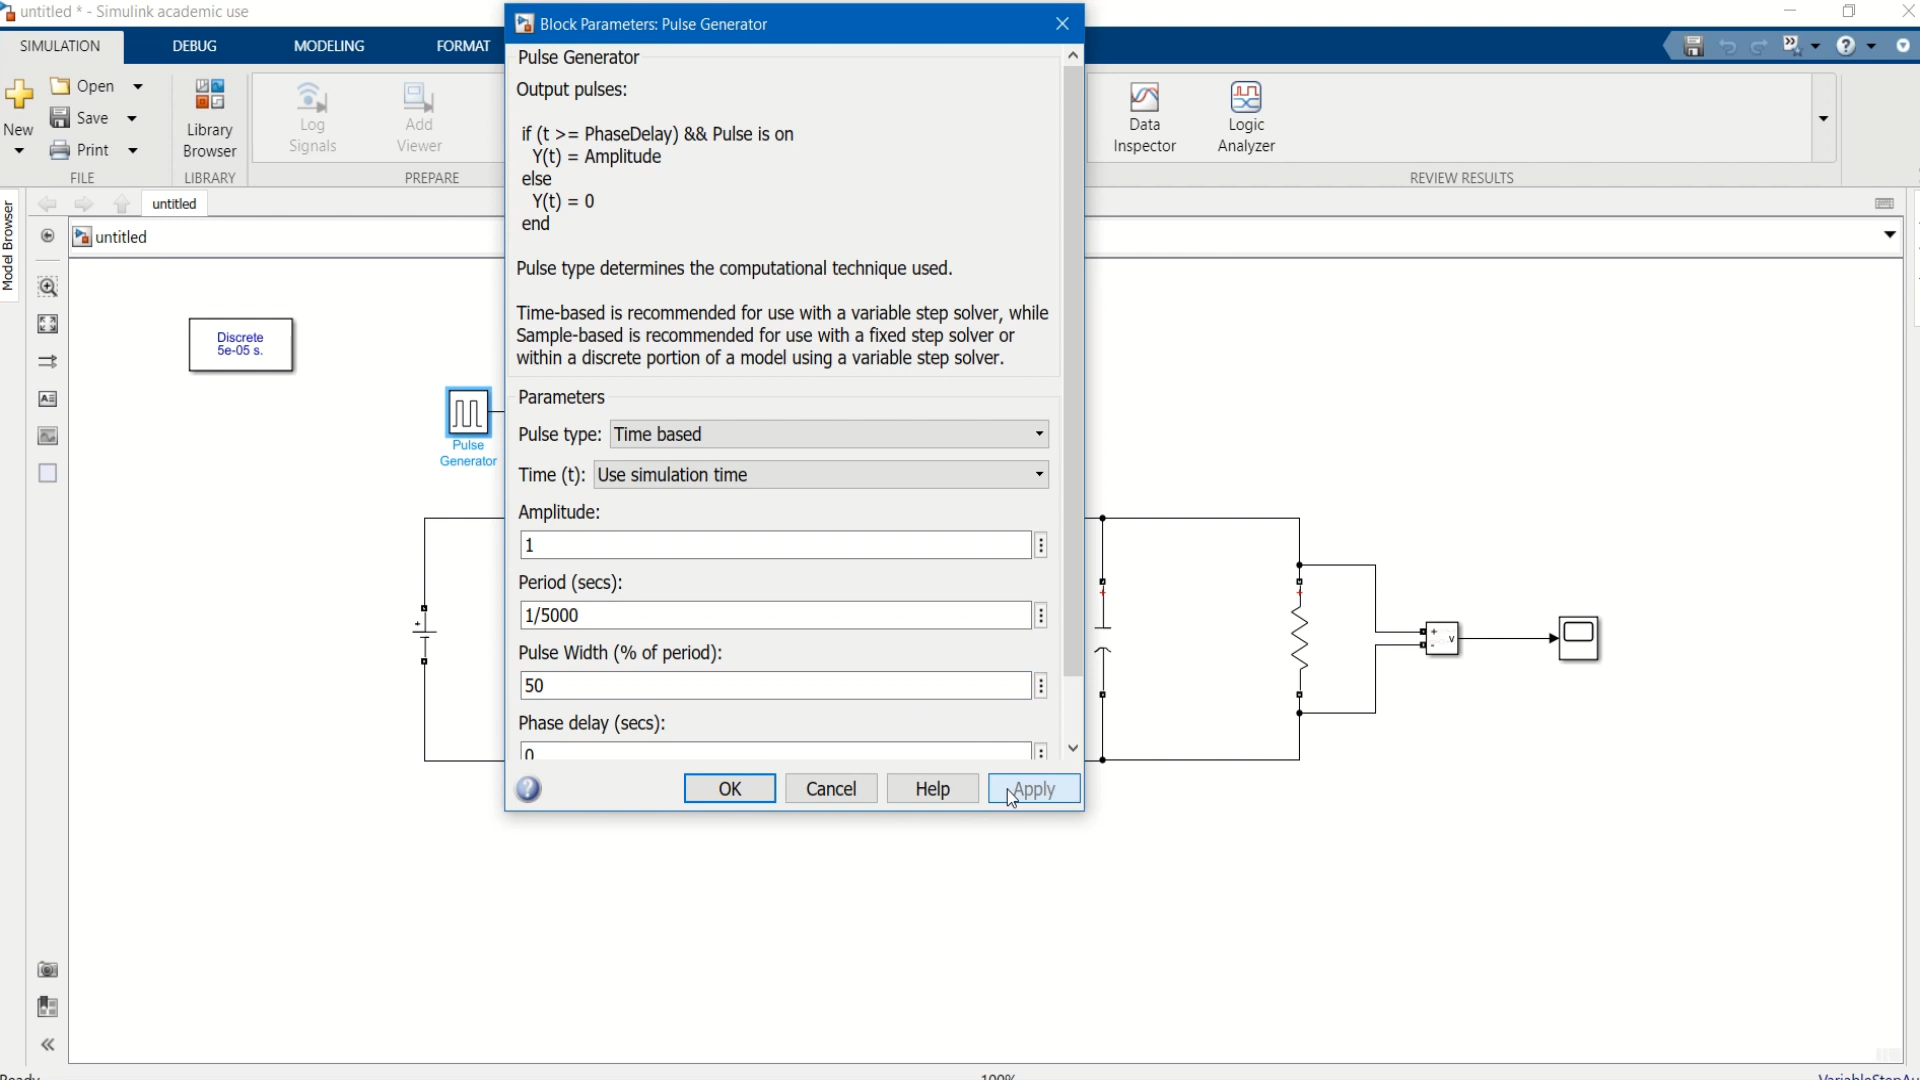 untitled * - Simulink academic use
Block Parameters: Pulse Generator
SIMULATION DEBUG MODELING FORMAT
New
Open
Save
Print
FILE
Library
Browser
LIBRARY
Log
Signals
Add
Viewer
PREPARE
Data
Inspector
Logic
Analyzer
REVIEW RESULTS
Model Browser
untitled
untitled
Discrete
5e-05 s.
Pulse
Generator
Pulse Generator
Output pulses:
if (t >= PhaseDelay) && Pulse is on
Y(t) = Amplitude
else
Y(t) = 0
end
Pulse type determines the computational technique used.
Time-based is recommended for use with a variable step solver, while
Sample-based is recommended for use with a fixed step solver or
within a discrete portion of a model using a variable step solver.
Parameters
Pulse type: Time based
Time (t): Use simulation time
Amplitude:
1
Period (secs):
1/5000
Pulse Width (% of period):
50
Phase delay (secs):
0
OK Cancel Help Apply
+ v
-
Ready
100%